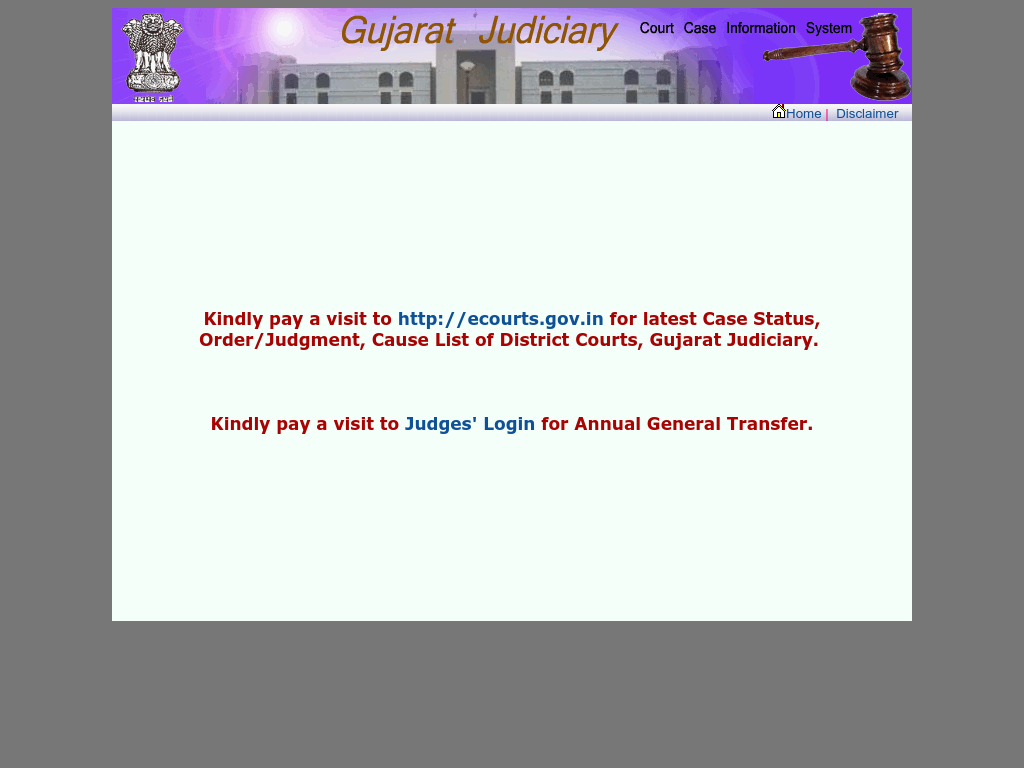 Gujarat Judiciary
Court Case Information System
Home | Disclaimer
Kindly pay a visit to http://ecourts.gov.in for latest Case Status,
Order/Judgment, Cause List of District Courts, Gujarat Judiciary.
Kindly pay a visit to Judges' Login for Annual General Transfer.